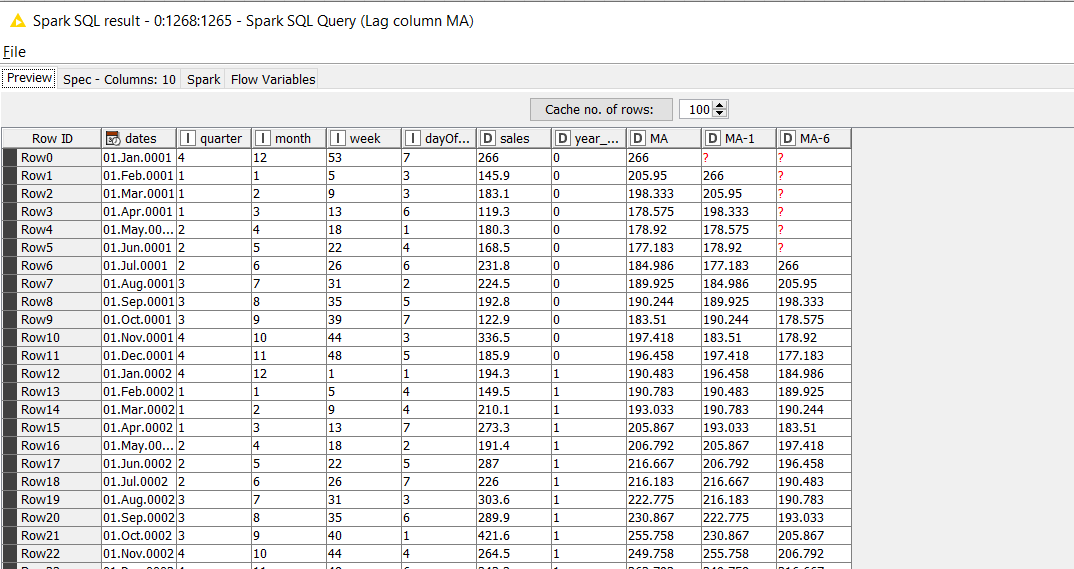 Spark SQL result - 0:1268:1265 - Spark SQL Query (Lag column MA)
File
Preview Spec - Columns: 10 Spark Flow Variables
Cache no. of rows: 100
Row ID dates I quarter I month I week I dayOf... D sales D year_... D MA D MA-1 D MA-6
Row0 01.Jan.0001 4 12 53 7 266 0 266 ? ?
Row1 01.Feb.0001 1 1 5 3 145.9 0 205.95 266 ?
Row2 01.Mar.0001 1 2 9 3 183.1 0 198.333 205.95 ?
Row3 01.Apr.0001 1 3 13 6 119.3 0 178.575 198.333 ?
Row4 01.May.00... 2 4 18 1 180.3 0 178.92 178.575 ?
Row5 01.Jun.0001 2 5 22 4 168.5 0 177.183 178.92 ?
Row6 01.Jul.0001 2 6 26 6 231.8 0 184.986 177.183 266
Row7 01.Aug.0001 3 7 31 2 224.5 0 189.925 184.986 205.95
Row8 01.Sep.0001 3 8 35 5 192.8 0 190.244 189.925 198.333
Row9 01.Oct.0001 3 9 39 7 122.9 0 183.51 190.244 178.575
Row10 01.Nov.0001 4 10 44 3 336.5 0 197.418 183.51 178.92
Row11 01.Dec.0001 4 11 48 5 185.9 0 196.458 197.418 177.183
Row12 01.Jan.0002 4 12 1 1 194.3 1 190.483 196.458 184.986
Row13 01.Feb.0002 1 1 5 4 149.5 1 190.783 190.483 189.925
Row14 01.Mar.0002 1 2 9 4 210.1 1 193.033 190.783 190.244
Row15 01.Apr.0002 1 3 13 7 273.3 1 205.867 193.033 183.51
Row16 01.May.00... 2 4 18 2 191.4 1 206.792 205.867 197.418
Row17 01.Jun.0002 2 5 22 5 287 1 216.667 206.792 196.458
Row18 01.Jul.0002 2 6 26 7 226 1 216.183 216.667 190.483
Row19 01.Aug.0002 3 7 31 3 303.6 1 222.775 216.183 190.783
Row20 01.Sep.0002 3 8 35 6 289.9 1 230.867 222.775 193.033
Row21 01.Oct.0002 3 9 40 1 421.6 1 255.758 230.867 205.867
Row22 01.Nov.0002 4 10 44 4 264.5 1 249.758 255.758 206.792